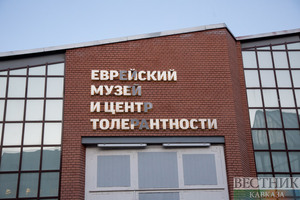 ЕВРЕЙСКИЙ
МУЗЕЙ
И ЦЕНТР
ТОЛЕРАНТНОСТИ
ВЕСТНИК
КАВКАЗА